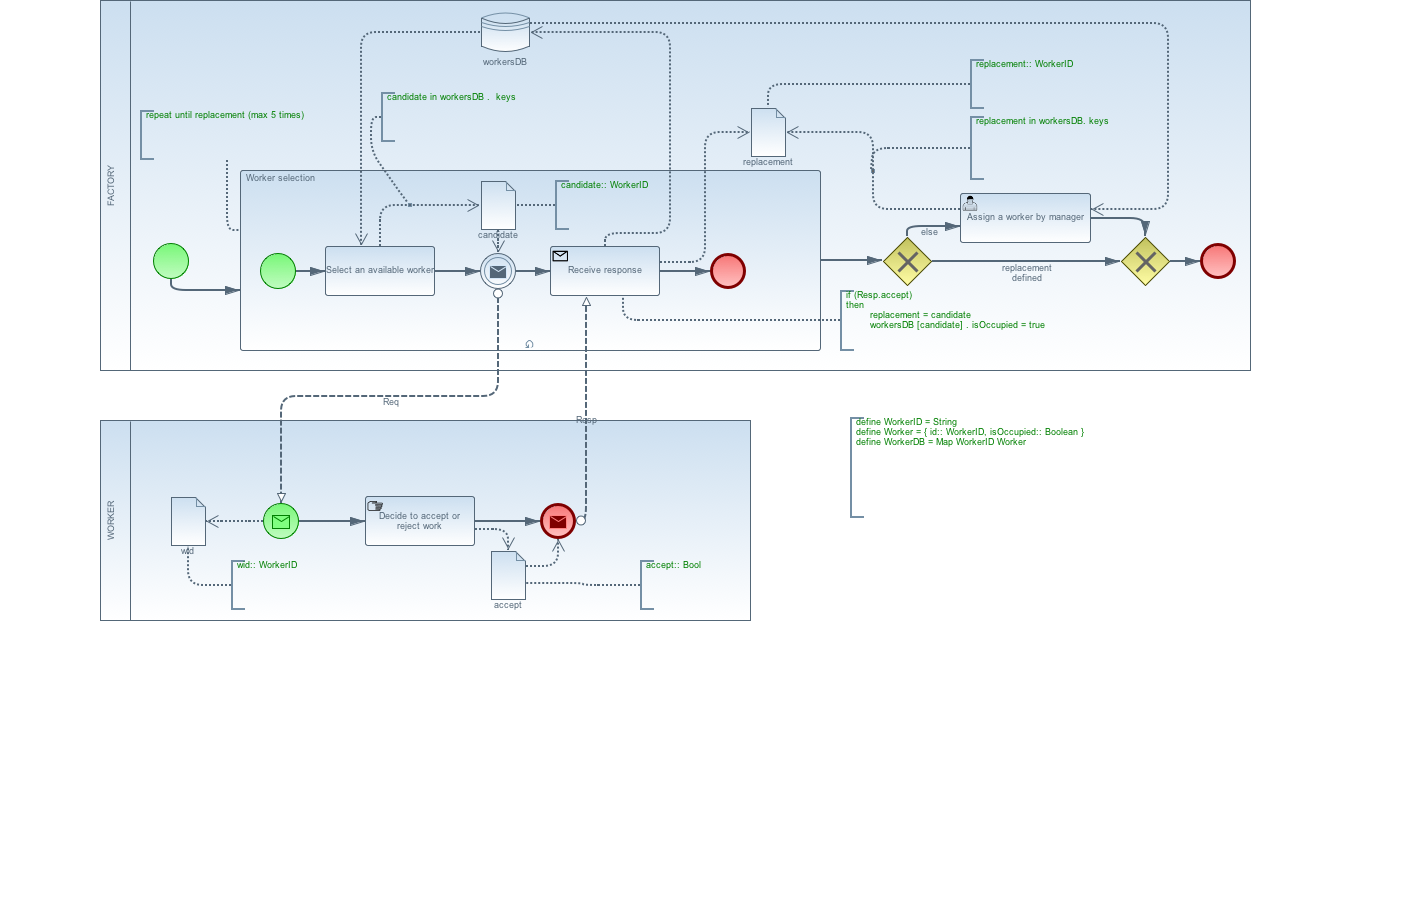 workersDB
replacement:: WorkerID
candidate in workersDB .  keys
repeat until replacement (max 5 times)
replacement in workersDB. keys
replacement
FACTORY
Worker selection
candidate:: WorkerID
candidate
Assign a worker by manager
else
Select an available worker
Receive response
replacement
defined
if (Resp.accept)
then
replacement = candidate
workersDB [candidate] . isOccupied = true
Req
Resp
define WorkerID = String
define Worker = { id:: WorkerID, isOccupied:: Boolean }
define WorkerDB = Map WorkerID Worker
WORKER
Decide to accept or
reject work
wid
wid:: WorkerID
accept:: Bool
accept